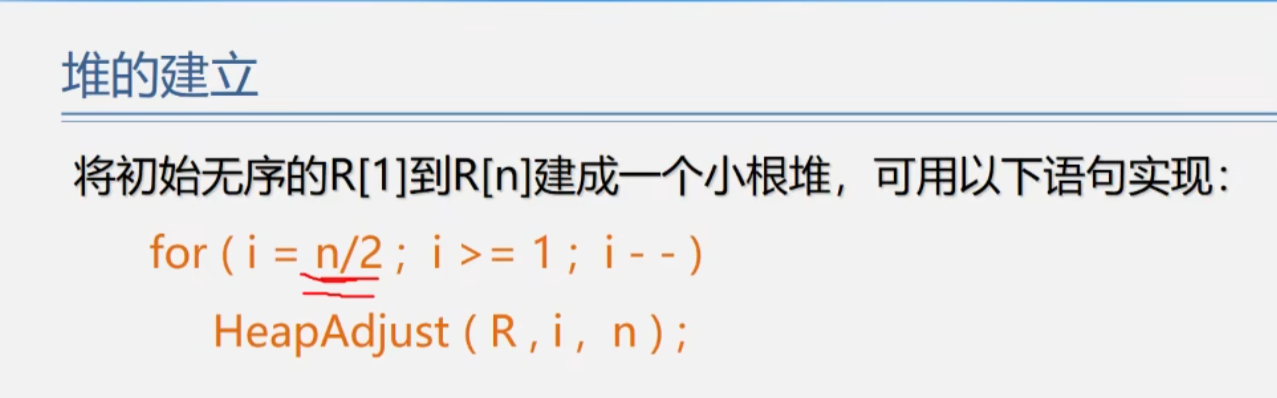 堆的建立
将初始无序的R[1]到R[n]建成一个小根堆，可用以下语句实现：
for ( i = n/2 ; i >= 1 ; i - - )
HeapAdjust ( R , i , n ) ;